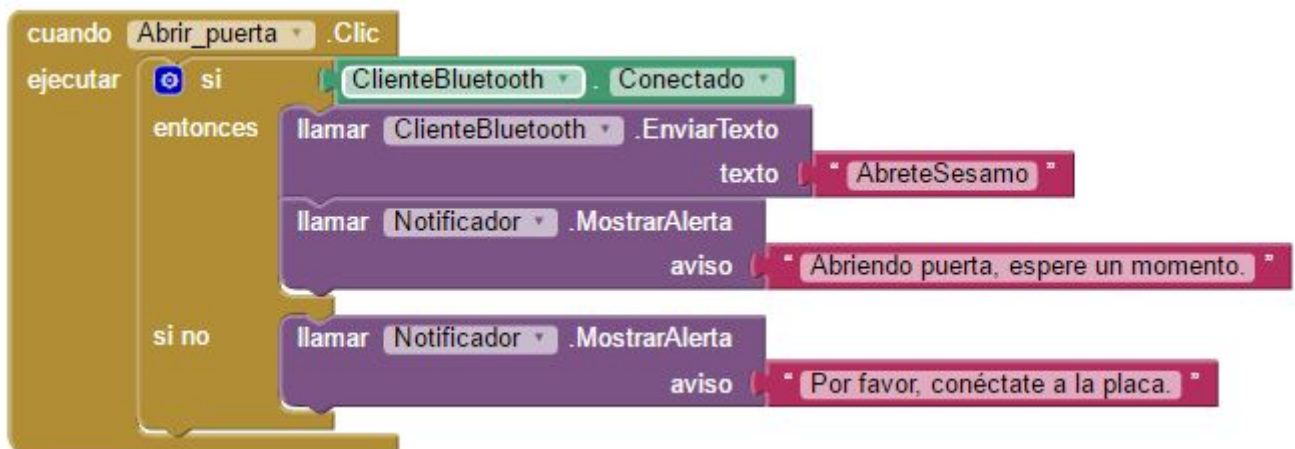 cuando Abrir_puerta .Clic
ejecutar si ClienteBluetooth . Conectado
entonces llamar ClienteBluetooth .EnviarTexto
texto " AbreteSesamo "
llamar Notificador .MostrarAlerta
aviso " Abriendo puerta, espere un momento. "
si no llamar Notificador .MostrarAlerta
aviso " Por favor, conéctate a la placa. "